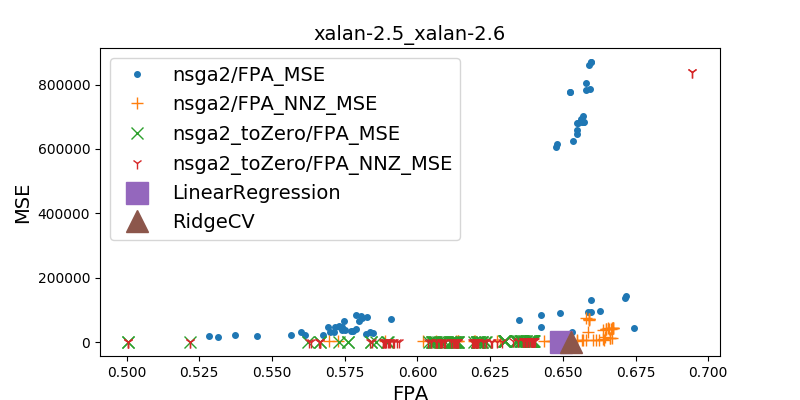 xalan-2.5_xalan-2.6
nsga2/FPA_MSE
nsga2/FPA_NNZ_MSE
nsga2_toZero/FPA_MSE
nsga2_toZero/FPA_NNZ_MSE
LinearRegression
RidgeCV
MSE
800000
600000
400000
200000
0
0.500 0.525 0.550 0.575 0.600 0.625 0.650 0.675 0.700
FPA